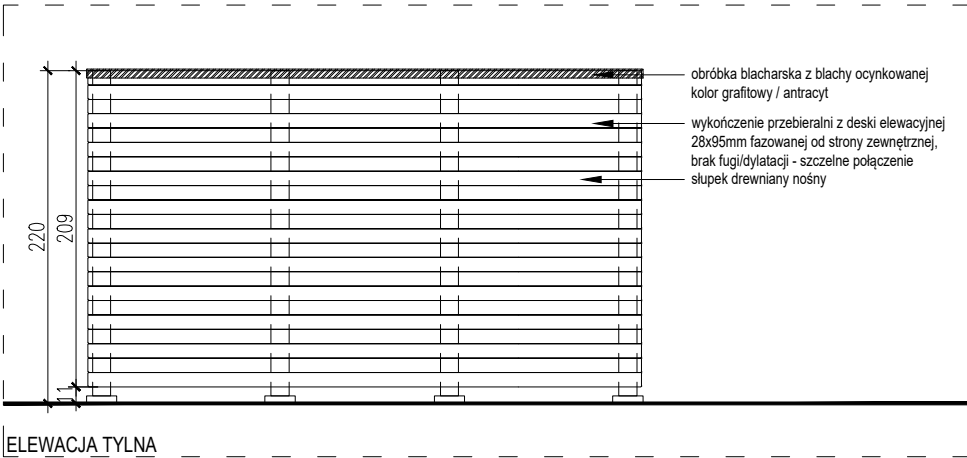 obróbka blacharska z blachy ocynkowanej
kolor grafitowy / antracyt
wykończenie przebieralni z deski elewacyjnej
28x95mm fazowanej od strony zewnętrznej,
brak fugi/dylatacji - szczelne połączenie
słupek drewniany nośny
220
209
11
ELEWACJA TYLNA